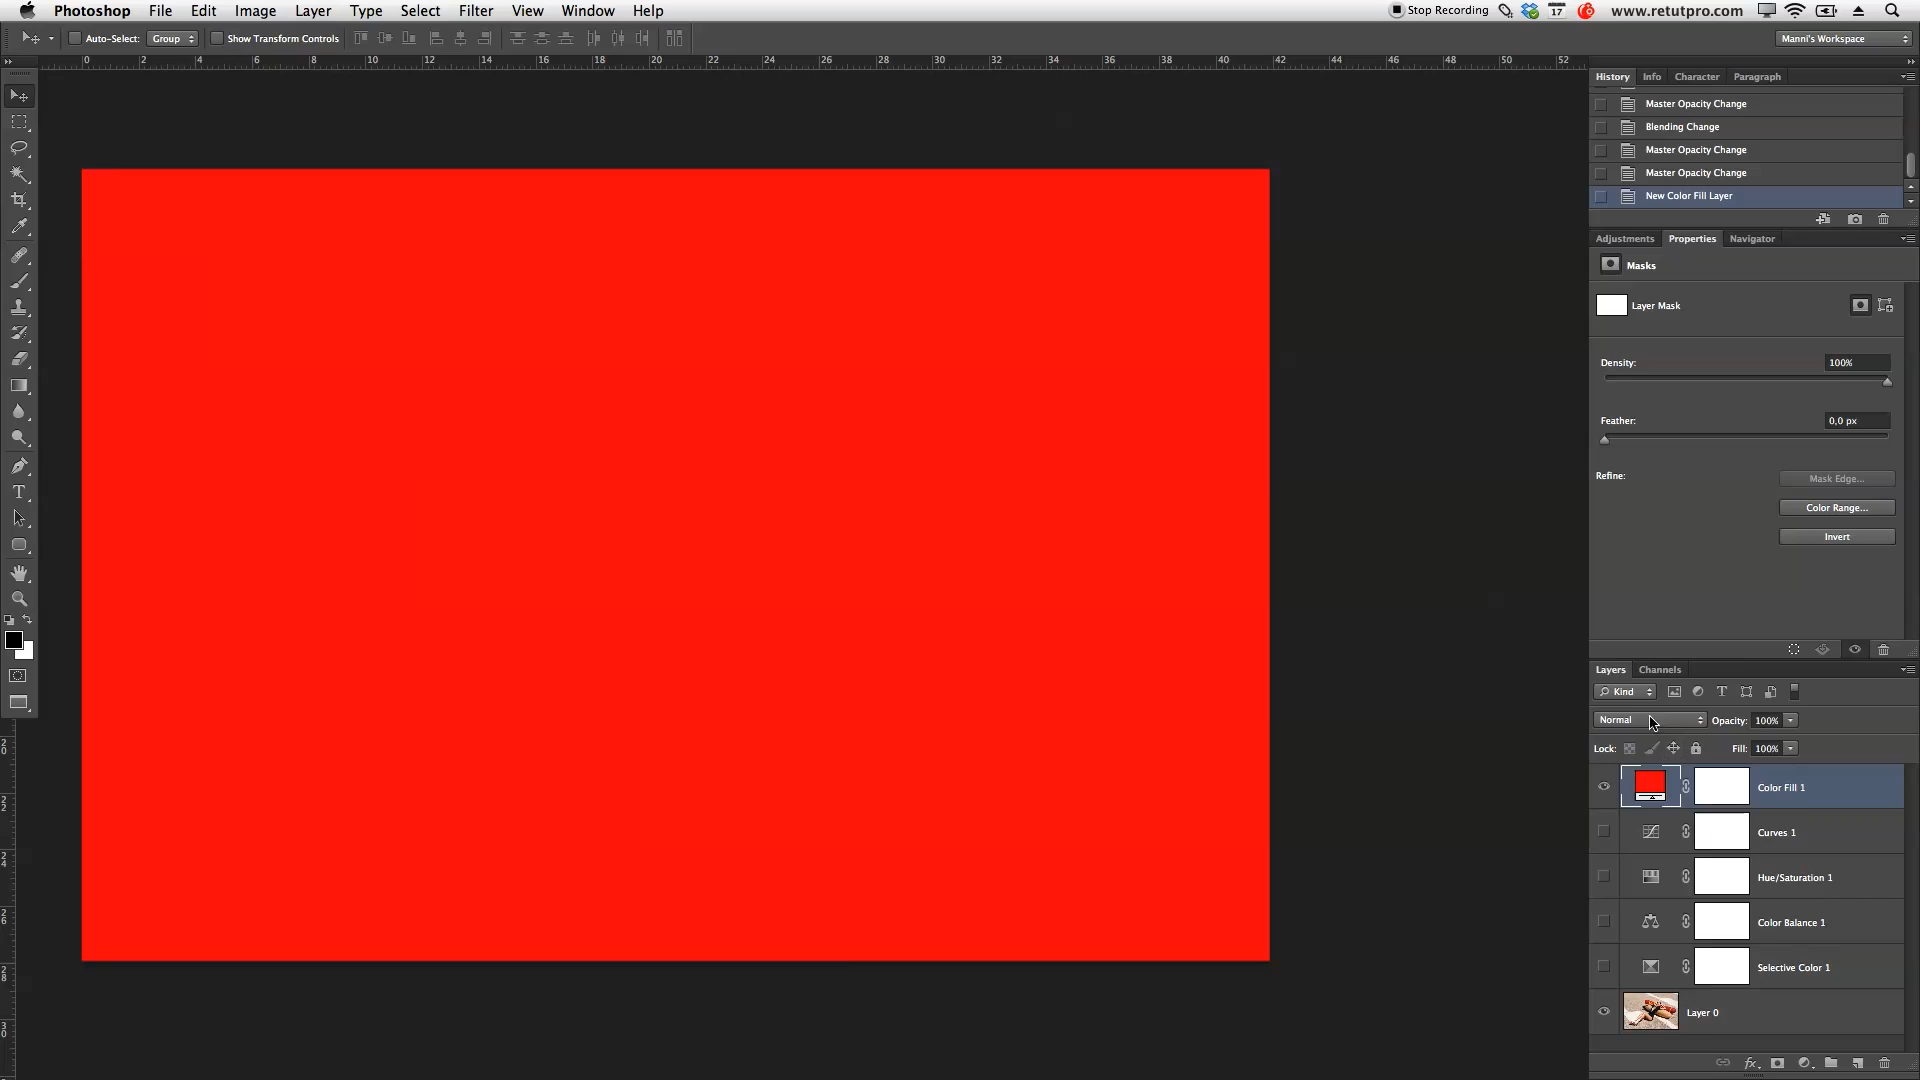 Photoshop File Edit Image Layer Type Select Filter View Window Help Stop Recording 17 www.retutpro.com
Auto-Select: Group Show Transform Controls Manni's Workspace
0 2 4 6 8 10 12 14 16 18 20 22 24 26 28 30 32 34 36 38 40 42 44 46 48 50 52
History Info Character Paragraph
Master Opacity Change
Blending Change
Master Opacity Change
Master Opacity Change
New Color Fill Layer
Adjustments Properties Navigator
Masks
Layer Mask
Density: 100%
Feather: 0,0 px
Refine: Mask Edge...
Color Range...
Invert
Layers Channels
Kind
Normal Opacity: 100%
Lock: Fill: 100%
Color Fill 1
Curves 1
Hue/Saturation 1
Color Balance 1
Selective Color 1
Layer 0
20
22
24
26
28
30